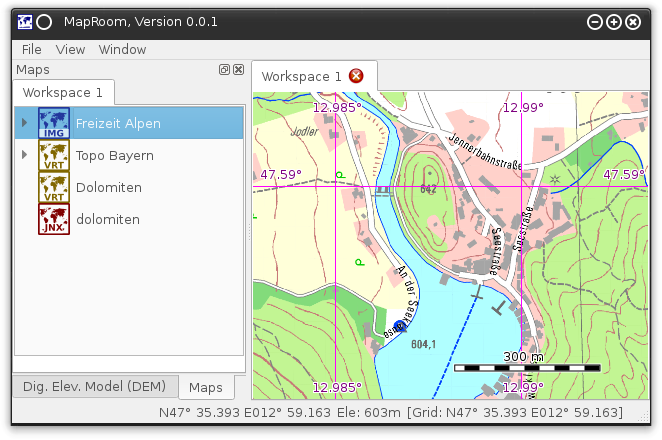 MapRoom, Version 0.0.1
File View Window
Maps
Workspace 1
Workspace 1
IMG Freizeit Alpen
VRT Topo Bayern
VRT Dolomiten
JNX dolomiten
12.985° 12.99°
Jodler
Jennerbahnstraße
47.59° 47.59°
P
642
Seestraße
Seestraße
P
An der Seeklause
604,1
300 m
12.985° 12.99°
Dig. Elev. Model (DEM) Maps
N47° 35.393 E012° 59.163 Ele: 603m [Grid: N47° 35.393 E012° 59.163]